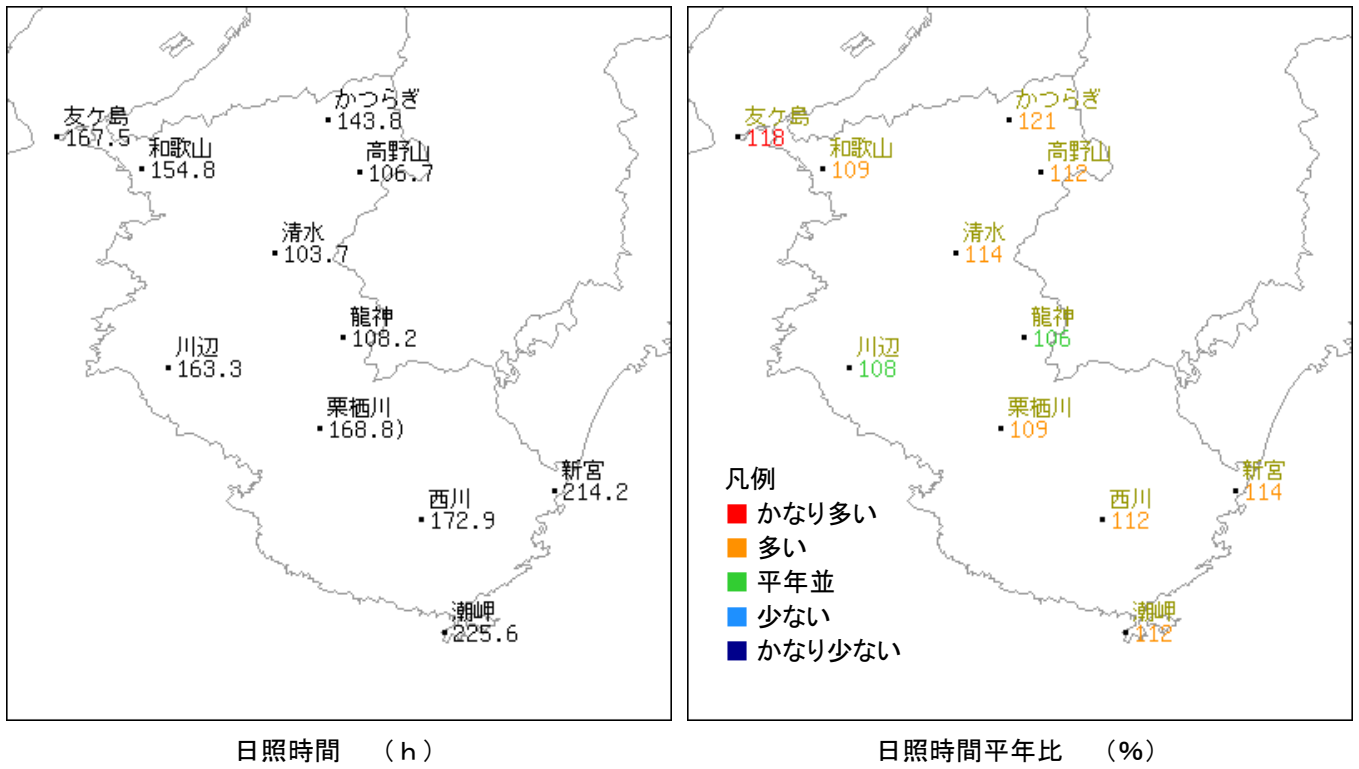 かつらぎ
143.8
友ケ島
167.5
和歌山
154.8
高野山
106.7
清水
103.7
龍神
108.2
川辺
163.3
栗栖川
168.8)
新宮
214.2
西川
172.9
潮岬
225.6
日照時間 (h)
かつらぎ
121
友ケ島
118
和歌山
109
高野山
112
清水
114
龍神
106
川辺
108
栗栖川
109
新宮
114
西川
112
潮岬
112
凡例
かなり多い
多い
平年並
少ない
かなり少ない
日照時間平年比 (%)